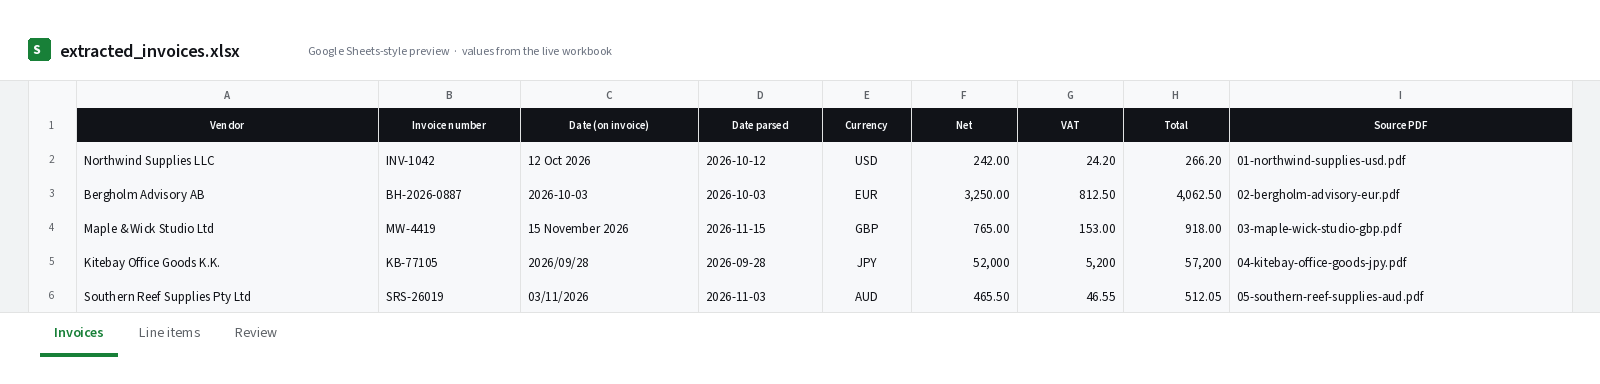 S extracted_invoices.xlsx Google Sheets-style preview · values from the live workbook
A B C D E F G H I
1 Vendor Invoice number Date (on invoice) Date parsed Currency Net VAT Total Source PDF
2 Northwind Supplies LLC INV-1042 12 Oct 2026 2026-10-12 USD 242.00 24.20 266.20 01-northwind-supplies-usd.pdf
3 Bergholm Advisory AB BH-2026-0887 2026-10-03 2026-10-03 EUR 3,250.00 812.50 4,062.50 02-bergholm-advisory-eur.pdf
4 Maple & Wick Studio Ltd MW-4419 15 November 2026 2026-11-15 GBP 765.00 153.00 918.00 03-maple-wick-studio-gbp.pdf
5 Kitebay Office Goods K.K. KB-77105 2026/09/28 2026-09-28 JPY 52,000 5,200 57,200 04-kitebay-office-goods-jpy.pdf
6 Southern Reef Supplies Pty Ltd SRS-26019 03/11/2026 2026-11-03 AUD 465.50 46.55 512.05 05-southern-reef-supplies-aud.pdf
Invoices Line items Review